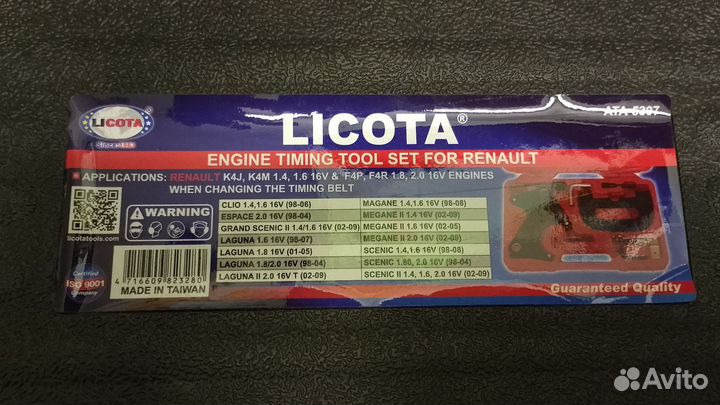 LICOTA
LICOTA®
ENGINE TIMING TOOL SET FOR RENAULT
APPLICATIONS: RENAULT K4J, K4M 1.4, 1.6 16V & F4P, F4R 1.8, 2.0 16V ENGINES
WHEN CHANGING THE TIMING BELT
WARNING
licotatools.com
CLIO 1.4,1.6 16V (98-06)
ESPACE 2.0 16V (98-04)
GRAND SCENIC II 1.4/1.6 16V (02-09)
LAGUNA 1.6 16V (98-07)
LAGUNA 1.8 16V (01-05)
LAGUNA 1.8/2.0 16V (98-04)
LAGUNA II 2.0 16V T (02-09)
MAGANE 1.4,1.6 16V (98-08)
MEGANE II 1.4 16V (02-09)
MEGANE II 1.6 16V (02-05)
MEGANE II 2.0 16V (02-09)
SCENIC 1.4,1.6 16V (98-08)
SCENIC 1.80, 2.0 16V (98-04)
SCENIC II 1.4, 1.6, 2.0 16V (02-09)
Certified
ISO 9001
Company
4 716609 823280
MADE IN TAIWAN
Guaranteed Quality
Avito